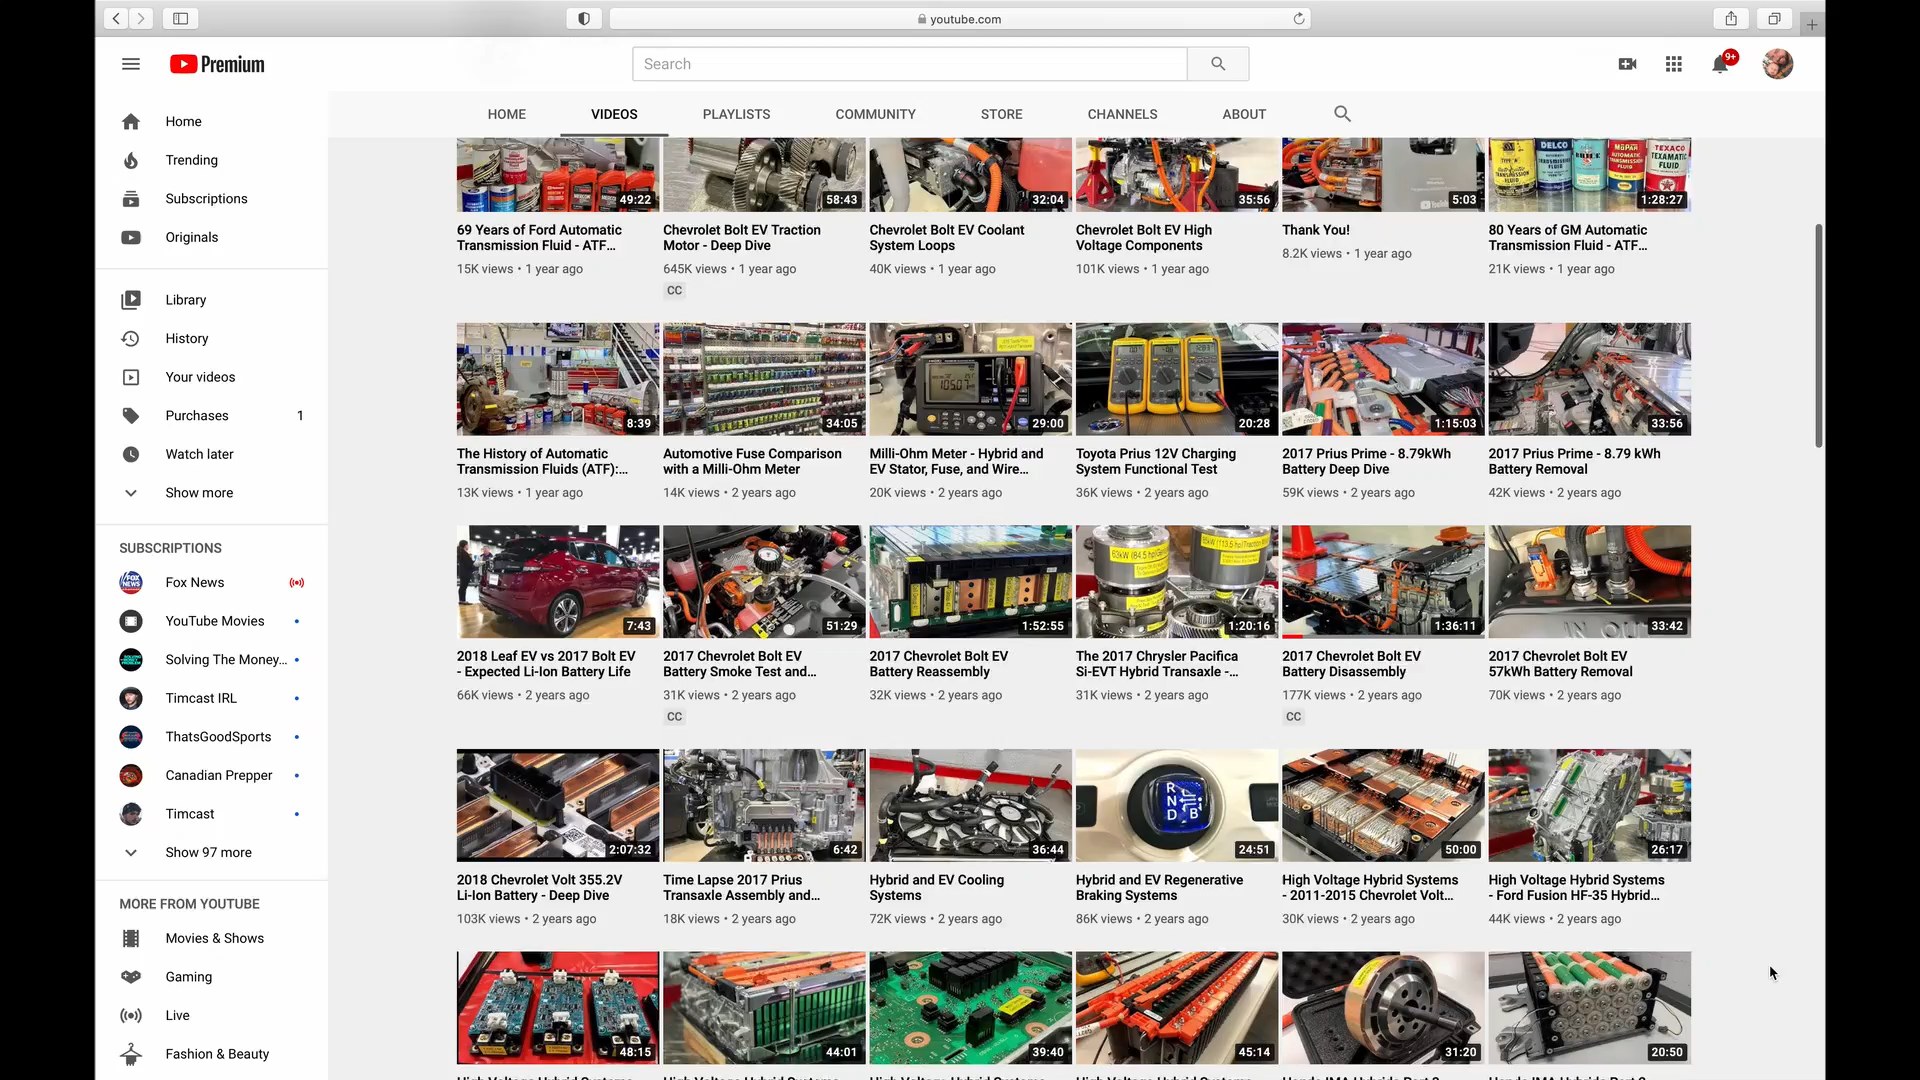 youtube.com
Premium
Search
9+
HOME
VIDEOS
PLAYLISTS
COMMUNITY
STORE
CHANNELS
ABOUT
Home
Trending
Subscriptions
Originals
Library
History
Your videos
Purchases 1
Watch later
Show more
SUBSCRIPTIONS
Fox News
YouTube Movies
Solving The Money...
Timcast IRL
ThatsGoodSports
Canadian Prepper
Timcast
Show 97 more
MORE FROM YOUTUBE
Movies & Shows
Gaming
Live
Fashion & Beauty
49:22
69 Years of Ford Automatic
Transmission Fluid - ATF...
15K views • 1 year ago
58:43
Chevrolet Bolt EV Traction
Motor - Deep Dive
645K views • 1 year ago
CC
32:04
Chevrolet Bolt EV Coolant
System Loops
40K views • 1 year ago
35:56
Chevrolet Bolt EV High
Voltage Components
101K views • 1 year ago
5:03
Thank You!
8.2K views • 1 year ago
DELCO
TEXACO
TEXAMATIC
FLUID
1:28:27
80 Years of GM Automatic
Transmission Fluid - ATF...
21K views • 1 year ago
8:39
The History of Automatic
Transmission Fluids (ATF):...
13K views • 1 year ago
34:05
Automotive Fuse Comparison
with a Milli-Ohm Meter
14K views • 2 years ago
29:00
Milli-Ohm Meter - Hybrid and
EV Stator, Fuse, and Wire...
20K views • 2 years ago
20:28
Toyota Prius 12V Charging
System Functional Test
36K views • 2 years ago
1:15:03
2017 Prius Prime - 8.79kWh
Battery Deep Dive
59K views • 2 years ago
33:56
2017 Prius Prime - 8.79 kWh
Battery Removal
42K views • 2 years ago
7:43
2018 Leaf EV vs 2017 Bolt EV
- Expected Li-Ion Battery Life
66K views • 2 years ago
51:29
2017 Chevrolet Bolt EV
Battery Smoke Test and...
31K views • 2 years ago
CC
1:52:55
2017 Chevrolet Bolt EV
Battery Reassembly
32K views • 2 years ago
1:20:16
The 2017 Chrysler Pacifica
Si-EVT Hybrid Transaxle -...
31K views • 2 years ago
1:36:11
2017 Chevrolet Bolt EV
Battery Disassembly
177K views • 2 years ago
CC
33:42
2017 Chevrolet Bolt EV
57kWh Battery Removal
70K views • 2 years ago
2:07:32
2018 Chevrolet Volt 355.2V
Li-Ion Battery - Deep Dive
103K views • 2 years ago
6:42
Time Lapse 2017 Prius
Transaxle Assembly and...
18K views • 2 years ago
36:44
Hybrid and EV Cooling
Systems
72K views • 2 years ago
R
N
D B
24:51
Hybrid and EV Regenerative
Braking Systems
86K views • 2 years ago
50:00
High Voltage Hybrid Systems
- 2011-2015 Chevrolet Volt...
30K views • 2 years ago
26:17
High Voltage Hybrid Systems
- Ford Fusion HF-35 Hybrid...
44K views • 2 years ago
48:15
44:01
39:40
45:14
31:20
20:50